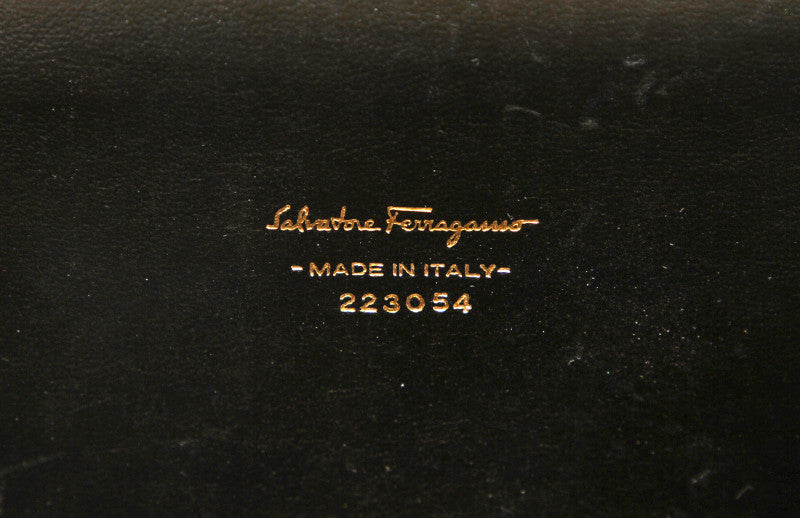 Salvatore Ferragamo
-MADE IN ITALY-
223054